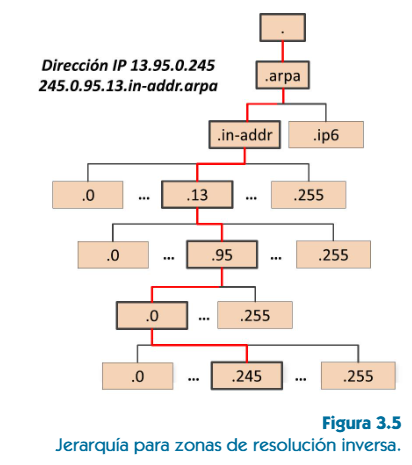 .
Dirección IP 13.95.0.245
245.0.95.13.in-addr.arpa
.arpa
.in-addr .ip6
.0 ... .13 ... .255
.0 ... .95 ... .255
.0 ... .255
.0 ... .245 ... .255
Figura 3.5
Jerarquía para zonas de resolución inversa.